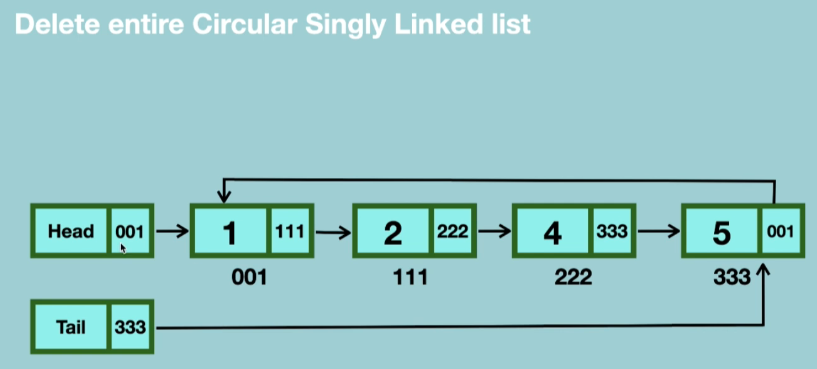 Delete entire Circular Singly Linked list
Head 001 1 111 2 222 4 333 5 001
001 111 222 333
Tail 333